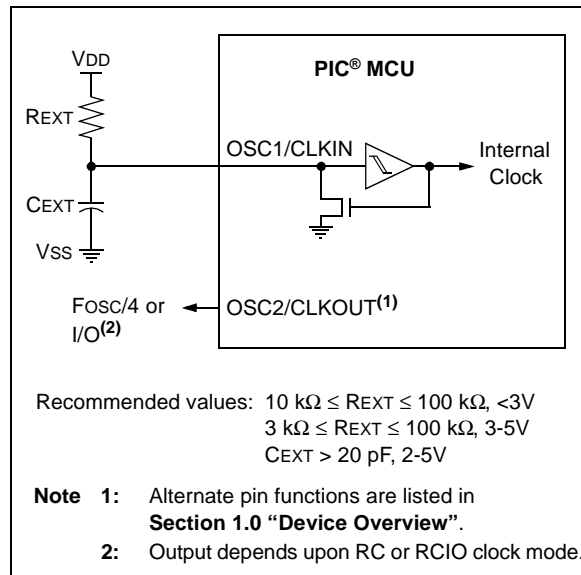 VDD
PIC® MCU
REXT
OSC1/CLKIN
Internal
Clock
CEXT
VSS
FOSC/4 or
I/O(2)
OSC2/CLKOUT(1)
Recommended values: 10 kΩ ≤ REXT ≤ 100 kΩ, <3V
3 kΩ ≤ REXT ≤ 100 kΩ, 3-5V
CEXT > 20 pF, 2-5V
Note 1: Alternate pin functions are listed in
Section 1.0 “Device Overview”.
2: Output depends upon RC or RCIO clock mode.